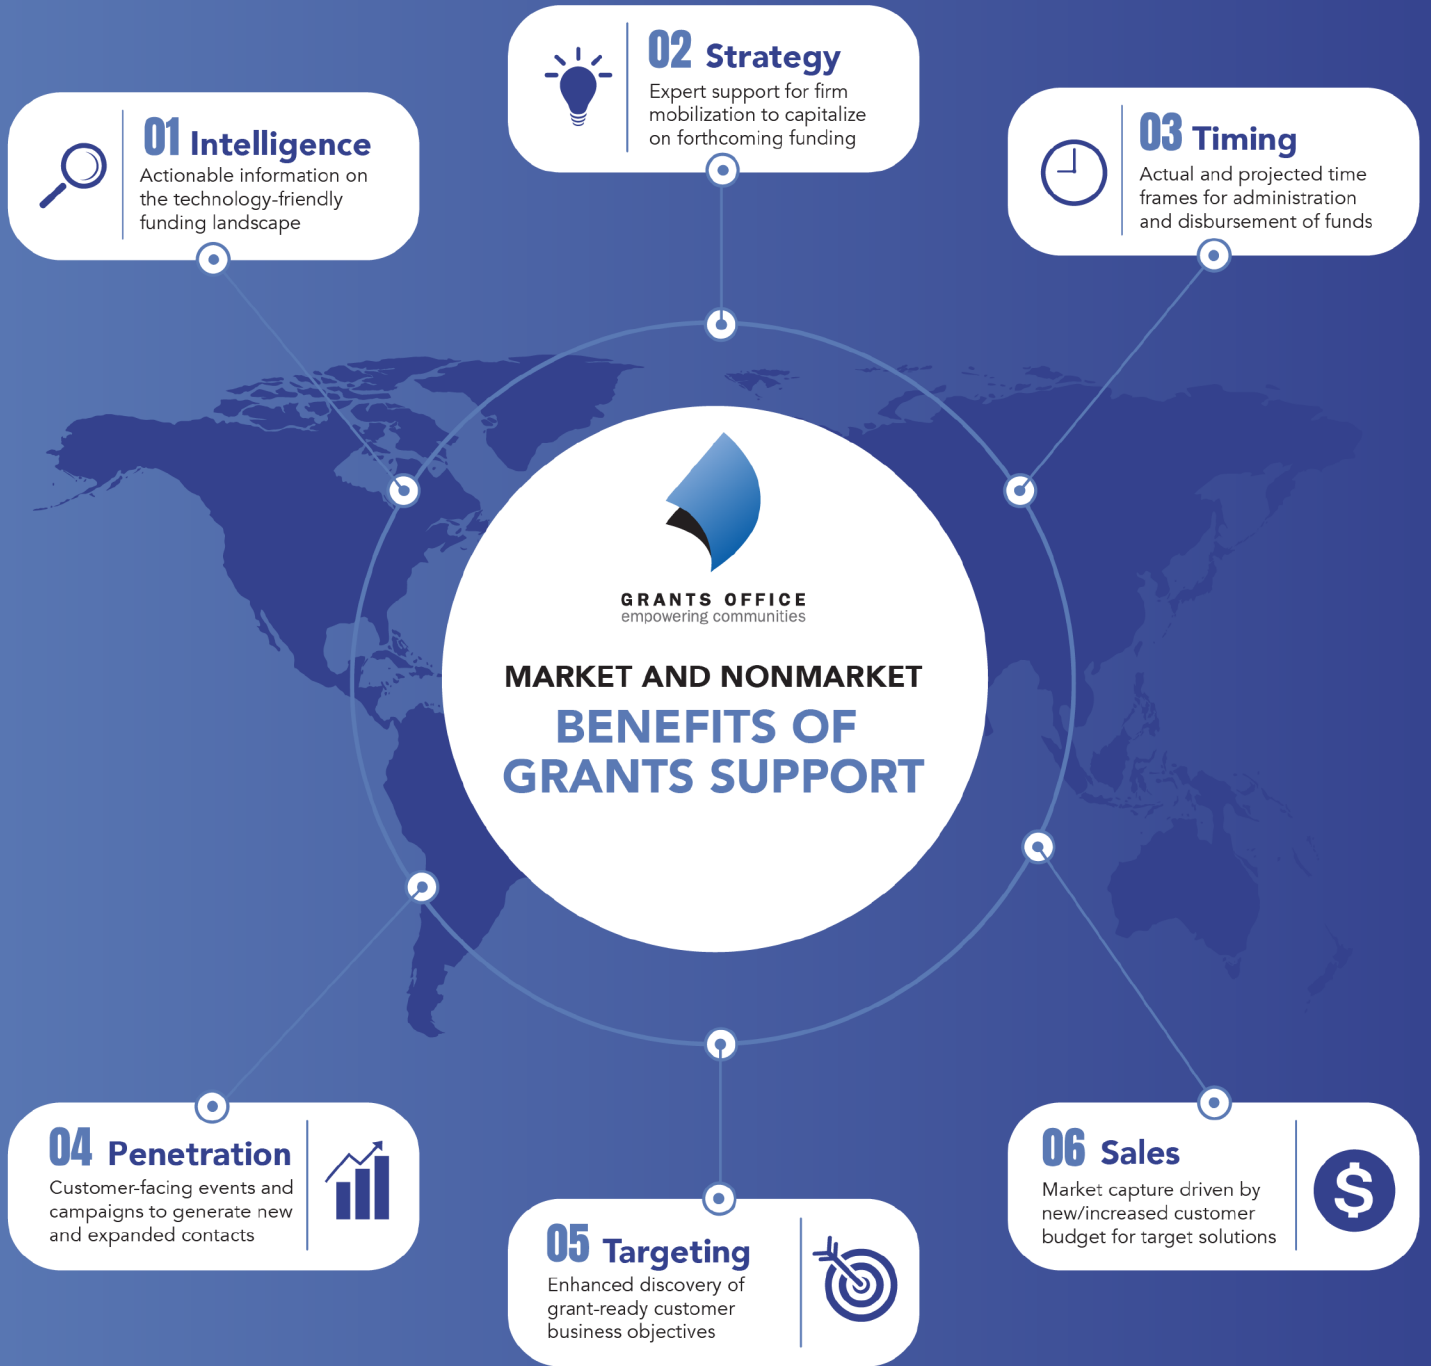 01 Intelligence
Actionable information on
the technology-friendly
funding landscape
02 Strategy
Expert support for firm
mobilization to capitalize
on forthcoming funding
03 Timing
Actual and projected time
frames for administration
and disbursement of funds
GRANTS OFFICE
empowering communities
MARKET AND NONMARKET
BENEFITS OF
GRANTS SUPPORT
04 Penetration
Customer-facing events and
campaigns to generate new
and expanded contacts
05 Targeting
Enhanced discovery of
grant-ready customer
business objectives
06 Sales
Market capture driven by
new/increased customer
budget for target solutions
$